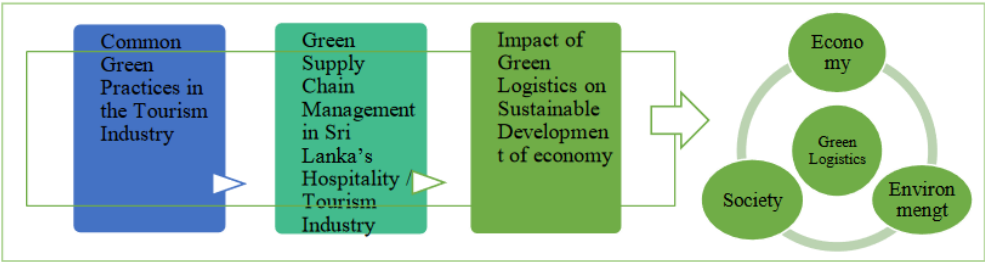 Common
Green
Practices in
the Tourism
Industry
Green
Supply
Chain
Management
in Sri
Lanka's
Hospitality /
Tourism
Industry
Impact of
Green
Logistics on
Sustainable
Developmen
t of economy
Econo
my
Green
Logistics
Society
Environ
mengt